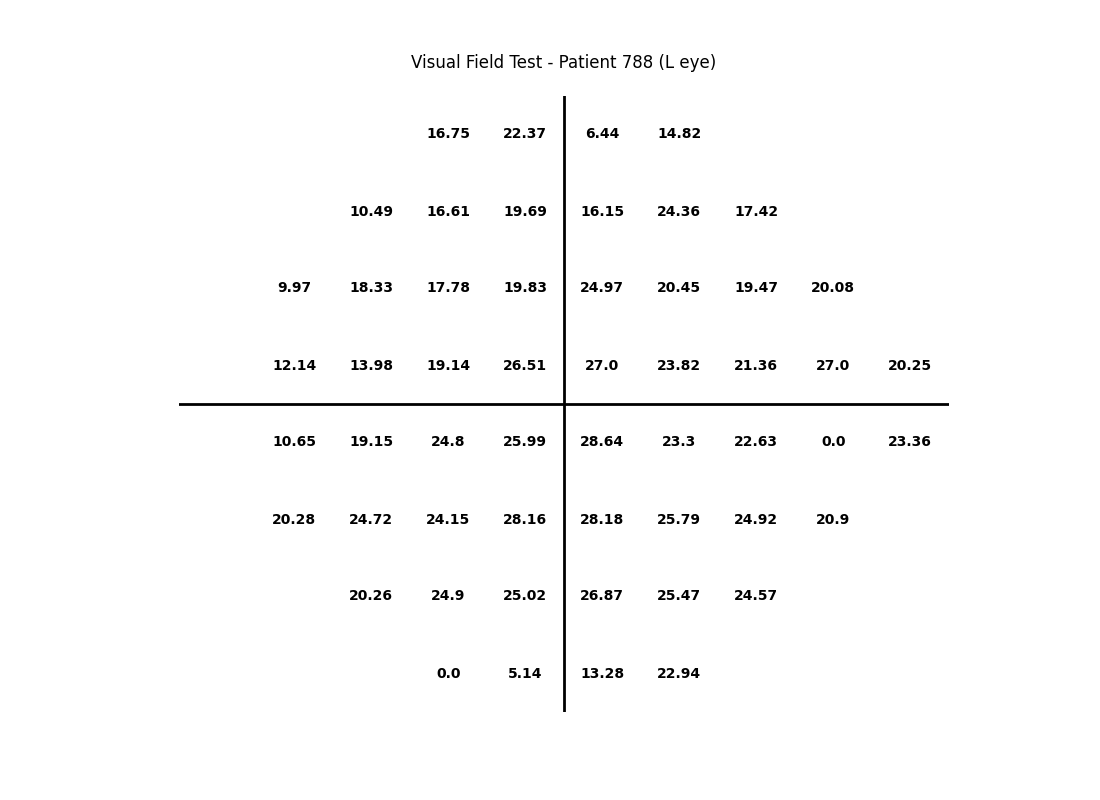 Visual Field Test - Patient 788 (L eye)
16.75 22.37 6.44 14.82
10.49 16.61 19.69 16.15 24.36 17.42
9.97 18.33 17.78 19.83 24.97 20.45 19.47 20.08
12.14 13.98 19.14 26.51 27.0 23.82 21.36 27.0 20.25
10.65 19.15 24.8 25.99 28.64 23.3 22.63 0.0 23.36
20.28 24.72 24.15 28.16 28.18 25.79 24.92 20.9
20.26 24.9 25.02 26.87 25.47 24.57
0.0 5.14 13.28 22.94